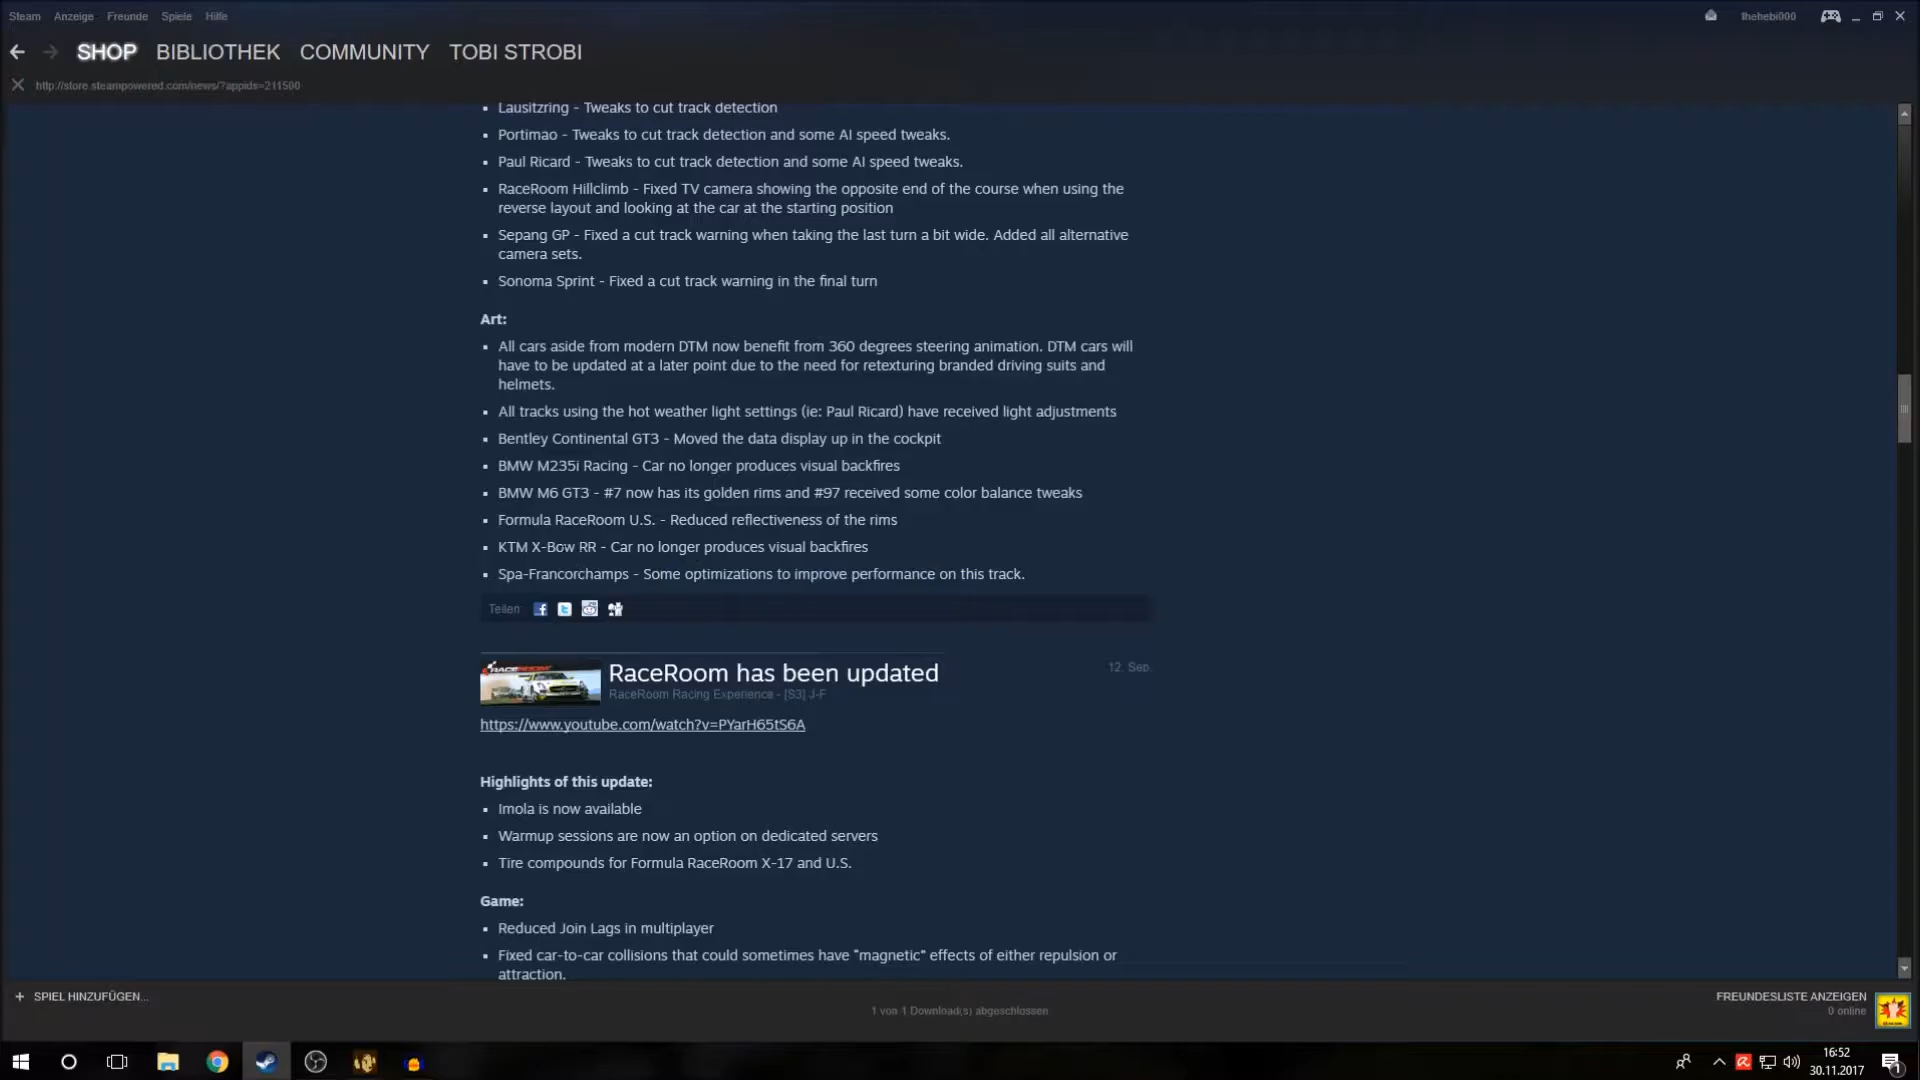 Steam Anzeige Freunde Spiele Hilfe
thehebi000
SHOP BIBLIOTHEK COMMUNITY TOBI STROBI
http://store.steampowered.com/news/?appids=211500
Lausitzring - Tweaks to cut track detection
Portimao - Tweaks to cut track detection and some AI speed tweaks.
Paul Ricard - Tweaks to cut track detection and some AI speed tweaks.
RaceRoom Hillclimb - Fixed TV camera showing the opposite end of the course when using the
reverse layout and looking at the car at the starting position
Sepang GP - Fixed a cut track warning when taking the last turn a bit wide. Added all alternative
camera sets.
Sonoma Sprint - Fixed a cut track warning in the final turn
Art:
All cars aside from modern DTM now benefit from 360 degrees steering animation. DTM cars will
have to be updated at a later point due to the need for retexturing branded driving suits and
helmets.
All tracks using the hot weather light settings (ie: Paul Ricard) have received light adjustments
Bentley Continental GT3 - Moved the data display up in the cockpit
BMW M235i Racing - Car no longer produces visual backfires
BMW M6 GT3 - #7 now has its golden rims and #97 received some color balance tweaks
Formula RaceRoom U.S. - Reduced reflectiveness of the rims
KTM X-Bow RR - Car no longer produces visual backfires
Spa-Francorchamps - Some optimizations to improve performance on this track.
Teilen
RACEROOM
RaceRoom has been updated
12. Sep.
RaceRoom Racing Experience - [S3] J-F
https://www.youtube.com/watch?v=PYarH65tS6A
Highlights of this update:
Imola is now available
Warmup sessions are now an option on dedicated servers
Tire compounds for Formula RaceRoom X-17 and U.S.
Game:
Reduced Join Lags in multiplayer
Fixed car-to-car collisions that could sometimes have "magnetic" effects of either repulsion or
attraction.
+ SPIEL HINZUFÜGEN...
1 von 1 Download(s) abgeschlossen
FREUNDESLISTE ANZEIGEN
0 online
16:52
30.11.2017
1